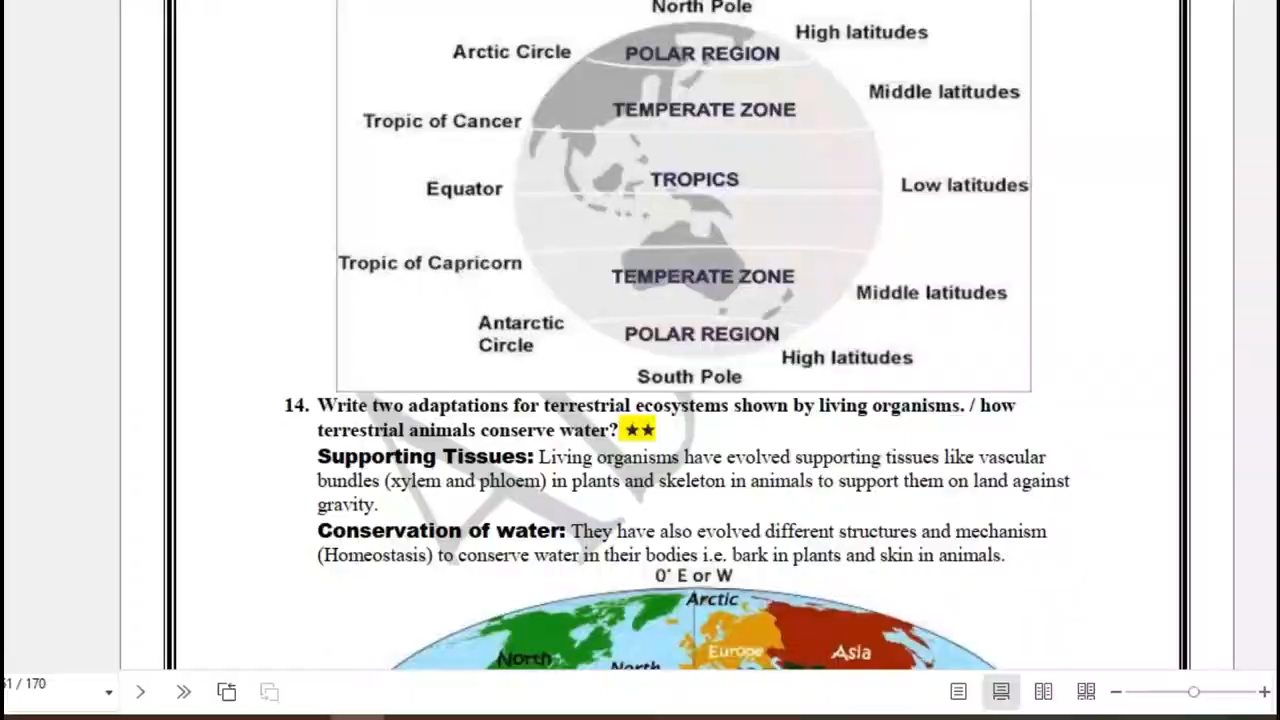 North Pole
High latitudes
Arctic Circle
POLAR REGION
Middle latitudes
TEMPERATE ZONE
Tropic of Cancer
TROPICS
Equator
Low latitudes
Tropic of Capricorn
TEMPERATE ZONE
Middle latitudes
Antarctic
Circle
POLAR REGION
High latitudes
South Pole
14. Write two adaptations for terrestrial ecosystems shown by living organisms. / how
terrestrial animals conserve water? ★★
Supporting Tissues: Living organisms have evolved supporting tissues like vascular
bundles (xylem and phloem) in plants and skeleton in animals to support them on land against
gravity.
Conservation of water: They have also evolved different structures and mechanism
(Homeostasis) to conserve water in their bodies i.e. bark in plants and skin in animals.
0° E or W
Arctic
North
North
Europe
Asia
/ 170